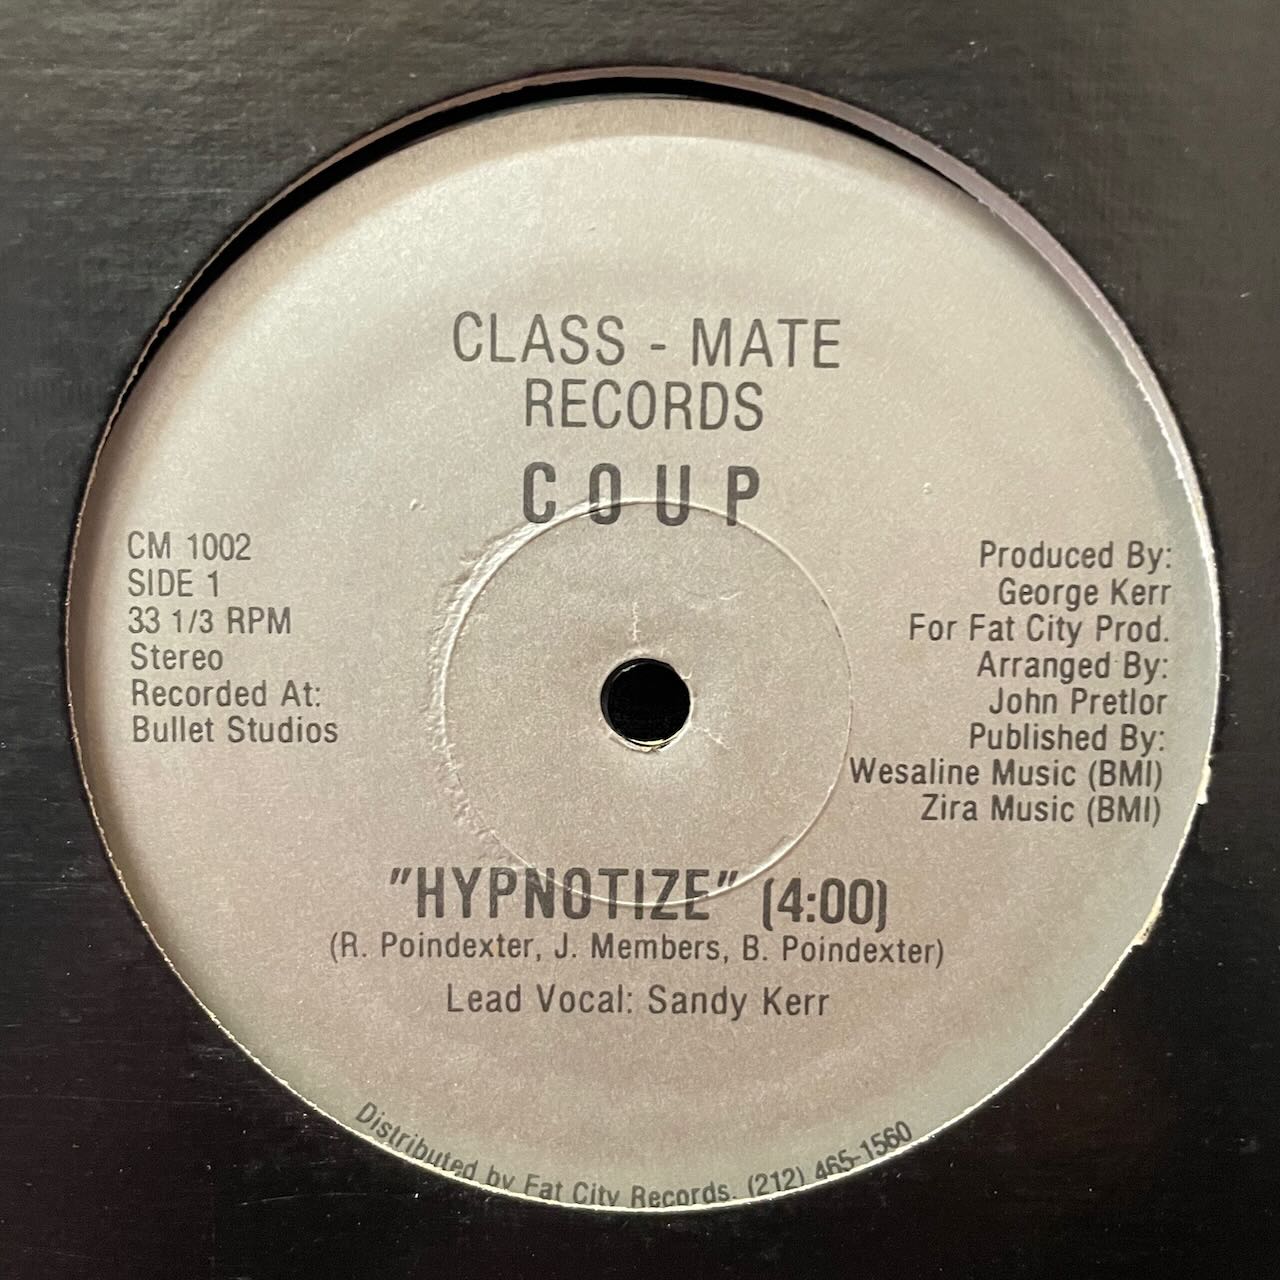 CLASS - MATE
RECORDS
COUP
CM 1002
SIDE 1
33 1/3 RPM
Stereo
Recorded At:
Bullet Studios
Produced By:
George Kerr
For Fat City Prod.
Arranged By:
John Pretlor
Published By:
Wesaline Music (BMI)
Zira Music (BMI)
"HYPNOTIZE" (4:00)
(R. Poindexter, J. Members, B. Poindexter)
Lead Vocal: Sandy Kerr
Distributed by Fat City Records. (212) 465-1560